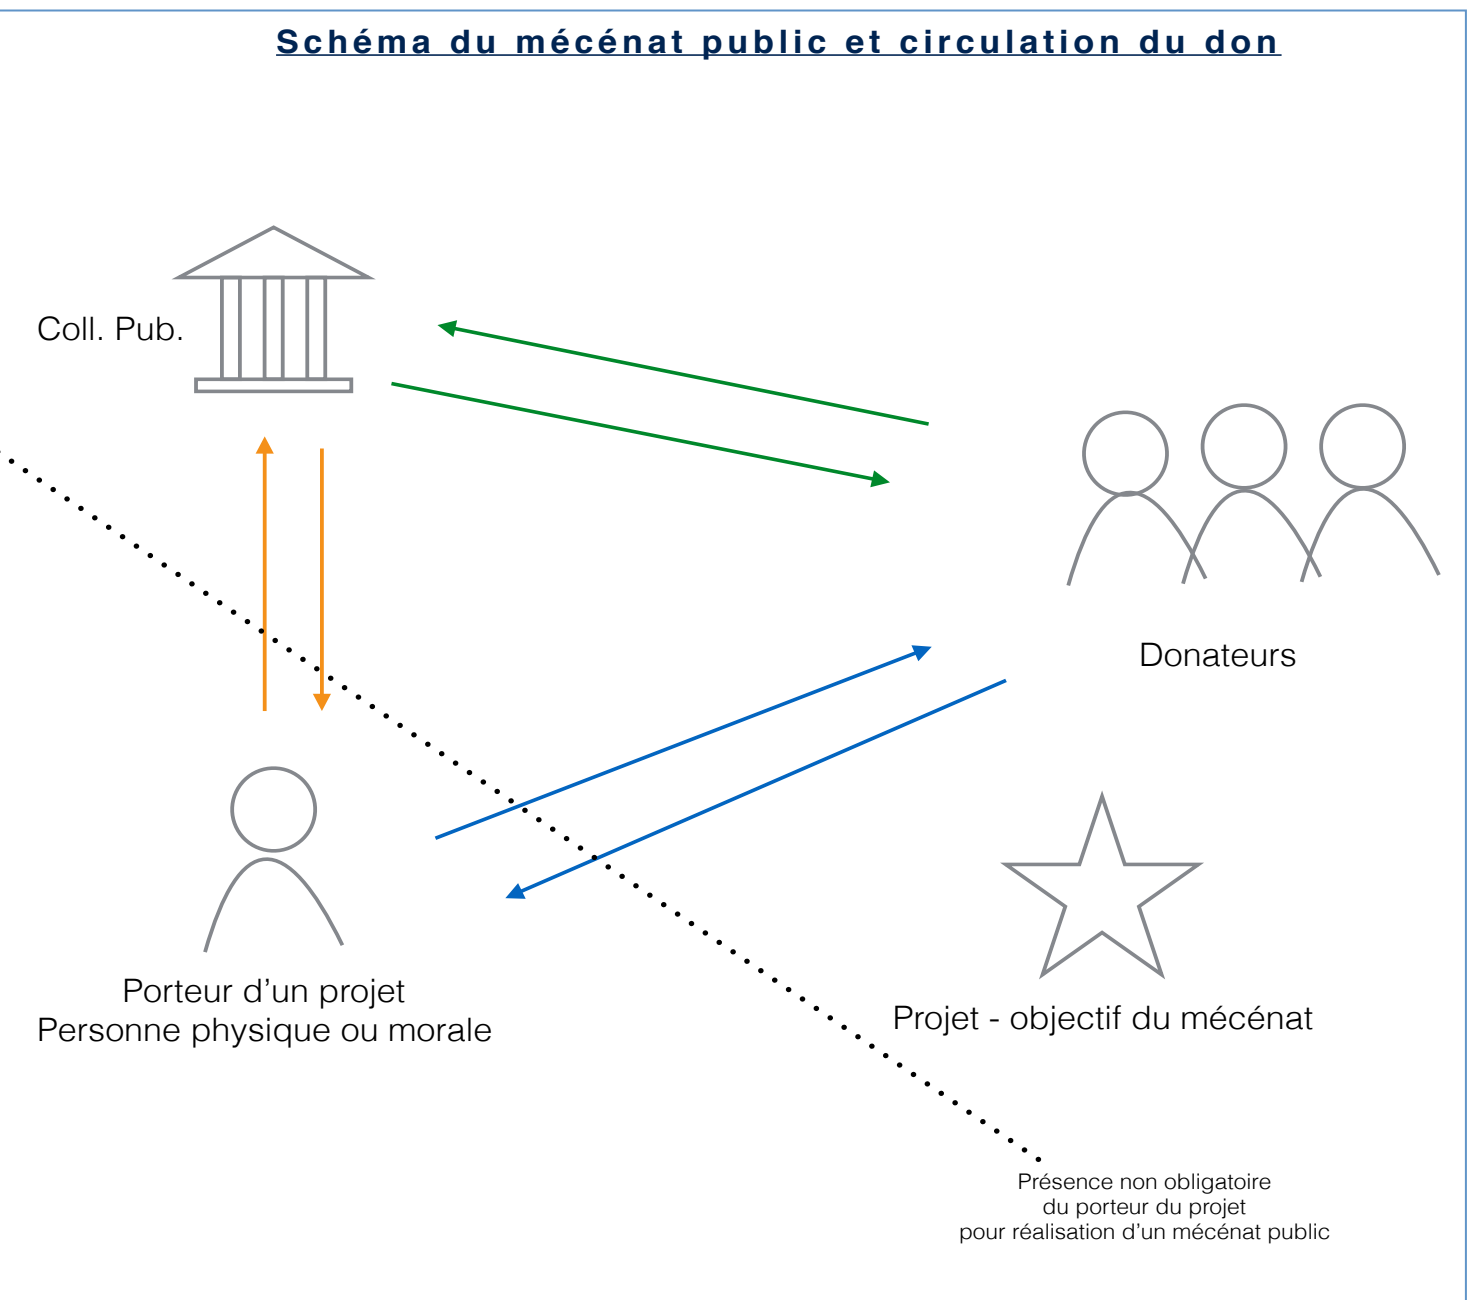 Schéma du mécénat public et circulation du don
Coll. Pub.
Donateurs
Porteur d’un projet
Personne physique ou morale
Projet - objectif du mécénat
Présence non obligatoire
du porteur du projet
pour réalisation d’un mécénat public